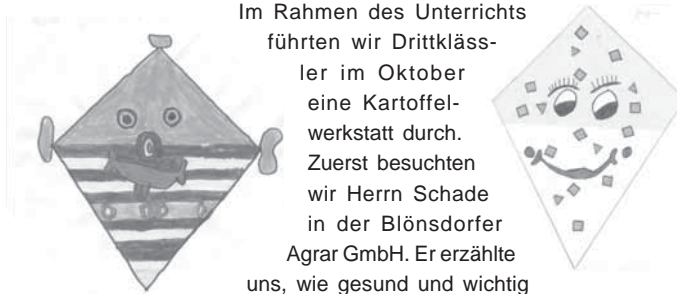 Im Rahmen des Unterrichts
führten wir Drittkläss-
ler im Oktober
eine Kartoffel-
werkstatt durch.
Zuerst besuchten
wir Herrn Schade
in der Blönsdorfer
Agrar GmbH. Er erzählte
uns, wie gesund und wichtig